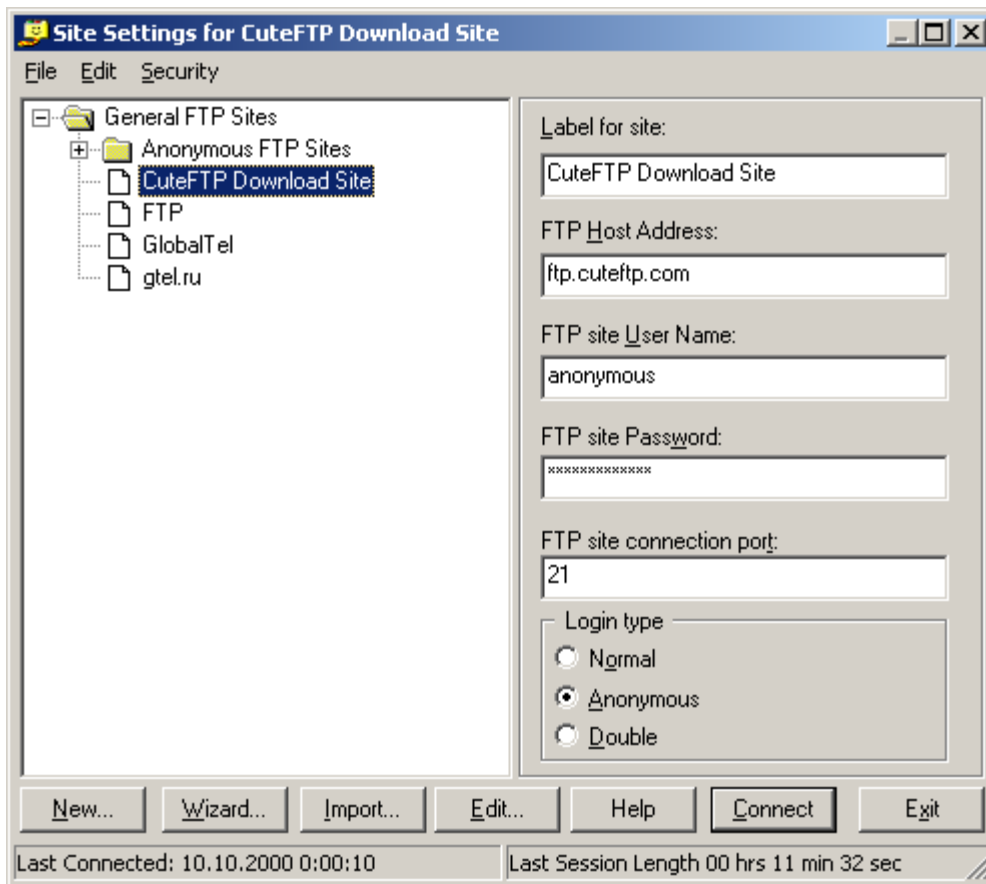 Site Settings for CuteFTP Download Site
File Edit Security
General FTP Sites
Anonymous FTP Sites
CuteFTP Download Site
FTP
GlobalTel
gtel.ru
Label for site:
CuteFTP Download Site
FTP Host Address:
ftp.cuteftp.com
FTP site User Name:
anonymous
FTP site Password:
*************
FTP site connection port:
21
Login type
Normal
Anonymous
Double
New... Wizard... Import... Edit... Help Connect Exit
Last Connected: 10.10.2000 0:00:10 Last Session Length 00 hrs 11 min 32 sec